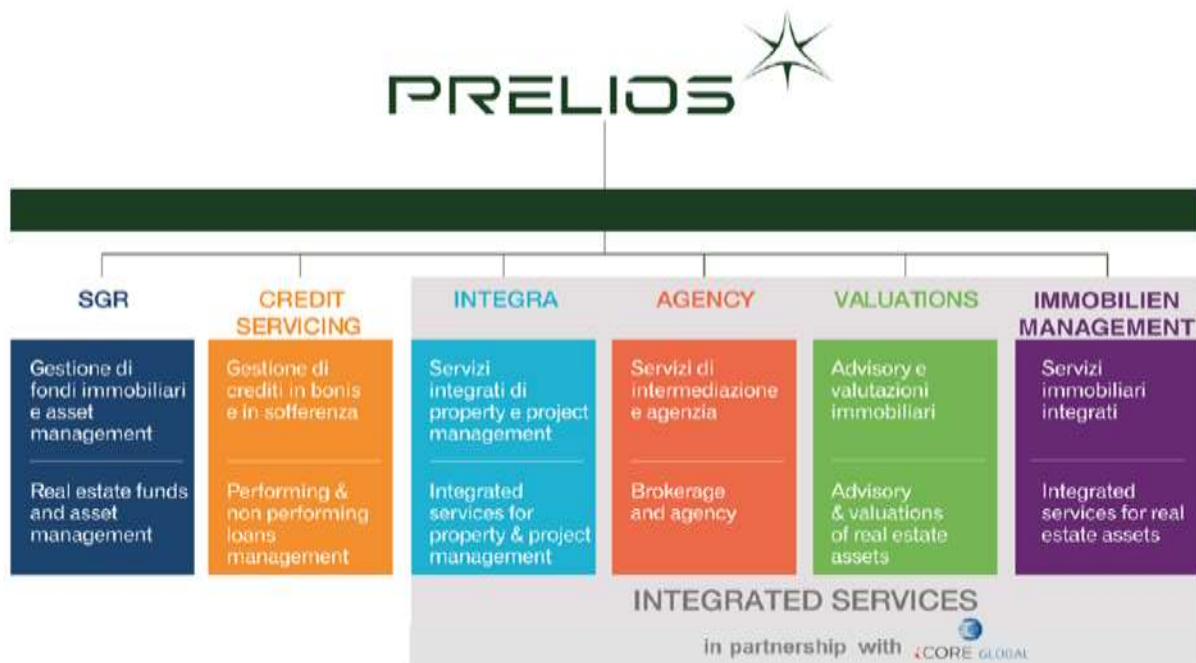 PRELIOS
SGR
CREDIT
SERVICING
INTEGRA
AGENCY
VALUATIONS
IMMOBILIEN
MANAGEMENT
Gestione di
fondi immobiliari
e asset
management
Real estate funds
and asset
management
Gestione di
crediti in bonis
e in sofferenza
Performing &
non performing
loans
management
Servizi
integrati di
property e project
management
Integrated
services for
property & project
management
Servizi di
intermediazione
e agenzia
Brokerage
and agency
Advisory e
valutazioni
immobiliari
Advisory
& valuations
of real estate
assets
Servizi
immobiliari
integrati
Integrated
services for real
estate assets
INTEGRATED SERVICES
in partnership with iCORE GLOBAL